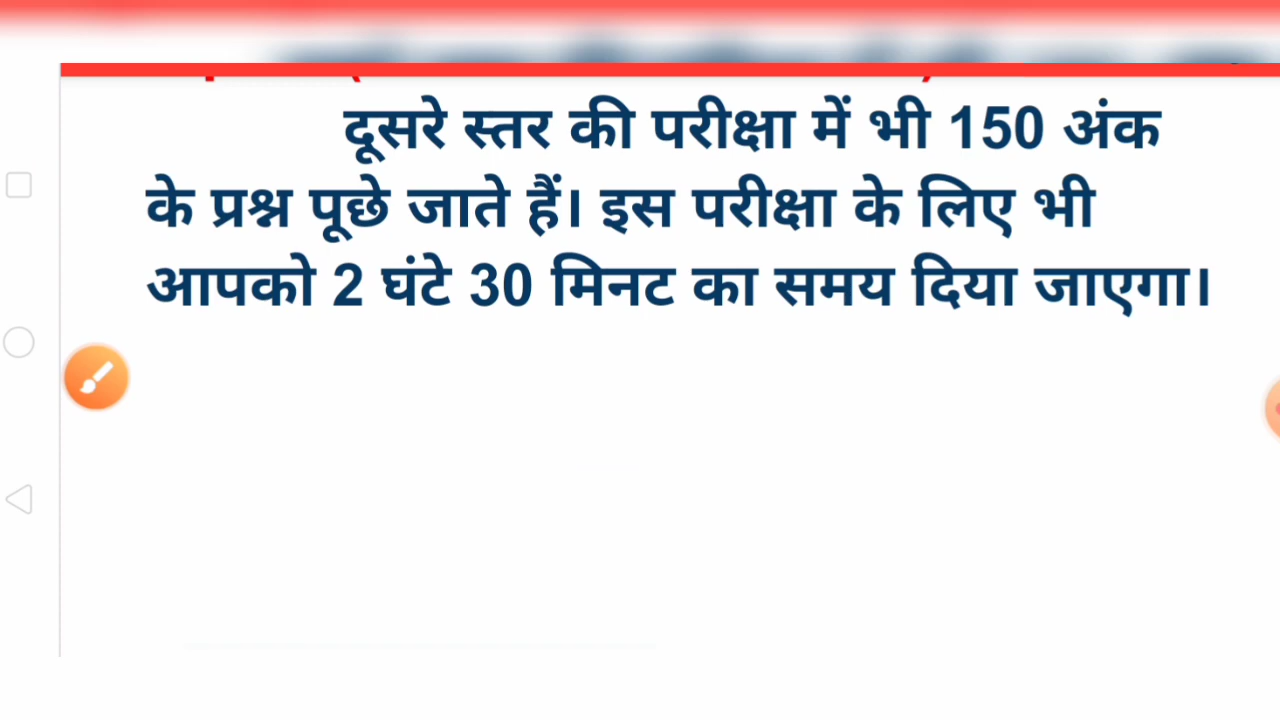 दूसरे स्तर की परीक्षा में भी 150 अंक
के प्रश्न पूछे जाते हैं। इस परीक्षा के लिए भी
आपको 2 घंटे 30 मिनट का समय दिया जाएगा।